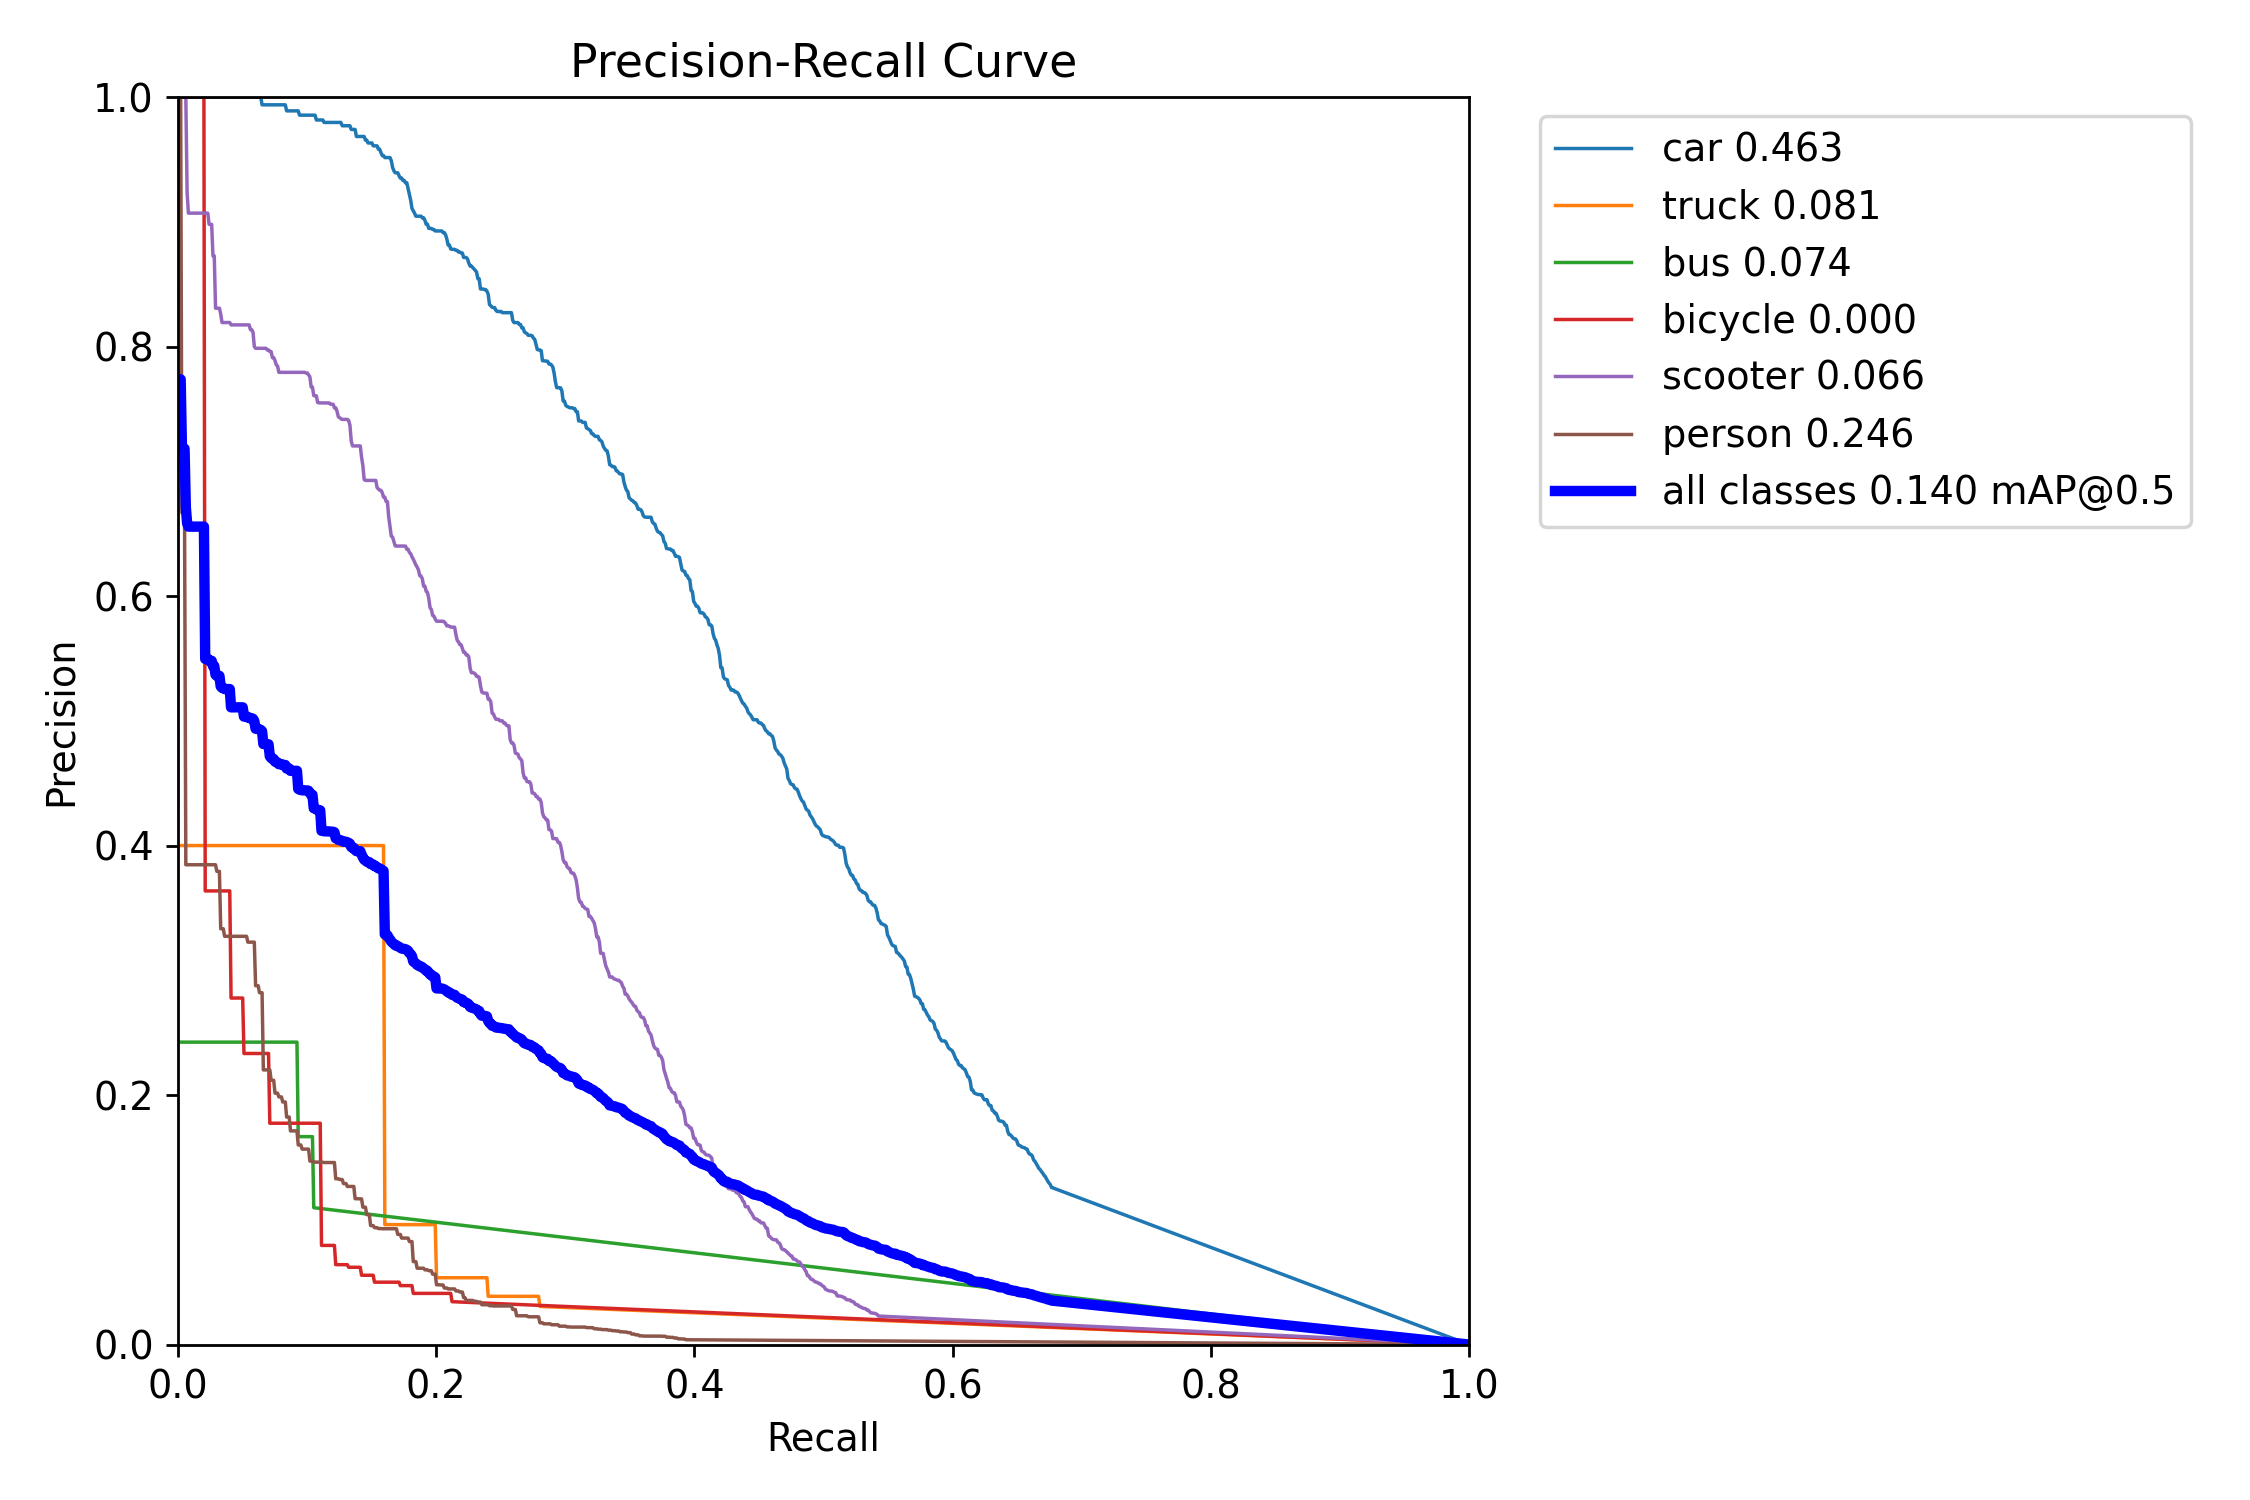 Precision-Recall Curve
1.0
0.8
0.6
0.4
0.2
0.0
Precision
0.0 0.2 0.4 0.6 0.8 1.0
Recall
car 0.463
truck 0.081
bus 0.074
bicycle 0.000
scooter 0.066
person 0.246
all classes 0.140 mAP@0.5